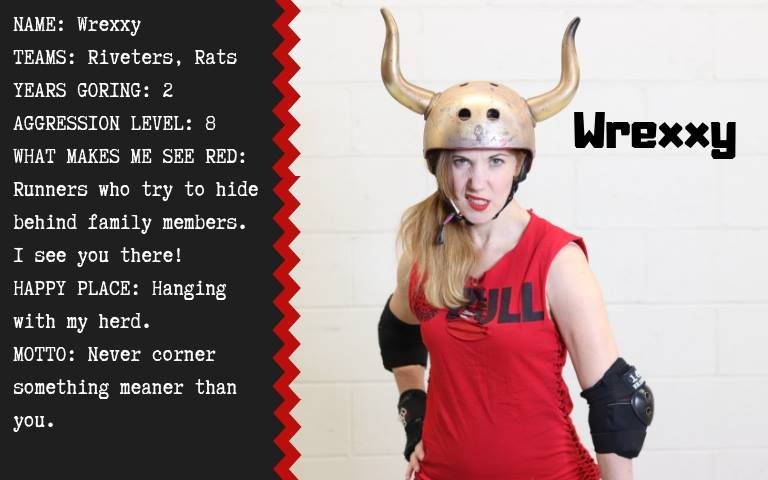 NAME: Wrexxy
TEAMS: Riveters, Rats
YEARS GORING: 2
AGGRESSION LEVEL: 8
WHAT MAKES ME SEE RED:
Runners who try to hide
behind family members.
I see you there!
HAPPY PLACE: Hanging
with my herd.
MOTTO: Never corner
something meaner than
you.
Wrexxy